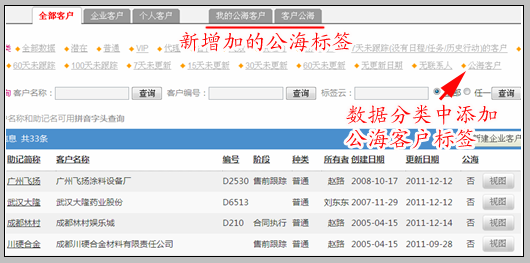 全部客户 企业客户 个人客户 我的公海客户 客户公海
新增加的公海标签
类 全部数据 潜在 普通 VIP 代理 未跟踪(没有日程/任务/历史行动)的客户
60天未跟踪 100天未跟踪 7天未更新 15天未更新 30天未更新 60天未更新 无更新日期 无联系人 公海客户
客户名称： 查询 客户编号： 查询 标签云： 全部 任一 查询
名称和助记名可用拼音字头查询
数据分类中添加
公海客户标签
信息 共33条 新建企业客户
助记简称 客户名称 编号 阶段 种类 所有者 创建日期 更新日期 公海
广州飞扬 广州飞扬涂料设备厂 D2530 售前跟踪 普通 赵路 2008-10-17 2011-12-12 否 视图
武汉大隆 武汉大隆药业股份 D6513 普通 刘东东 2007-11-29 2011-12-12 否 视图
成都林村 成都林村娱乐城 D210 合同执行 普通 赵路 2005-04-15 2011-12-14 否 视图
川硬合金 成都川硬合金材料有限责任公司 售前跟踪 普通 赵路 2005-04-15 2011-09-28 否 视图